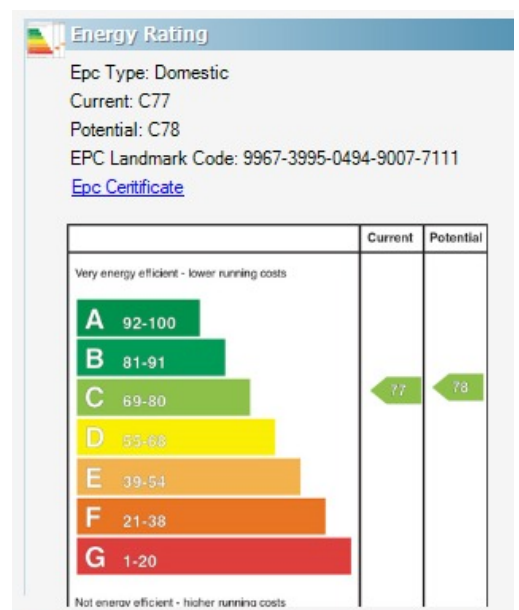 Energy Rating
Epc Type: Domestic
Current: C77
Potential: C78
EPC Landmark Code: 9967-3995-0494-9007-7111
Epc Ceritificate
Current Potential
Very energy efficient - lower running costs
A 92-100
B 81-91
C 69-80 77 78
D 55-68
E 39-54
F 21-38
G 1-20
Not energy efficient - higher running costs